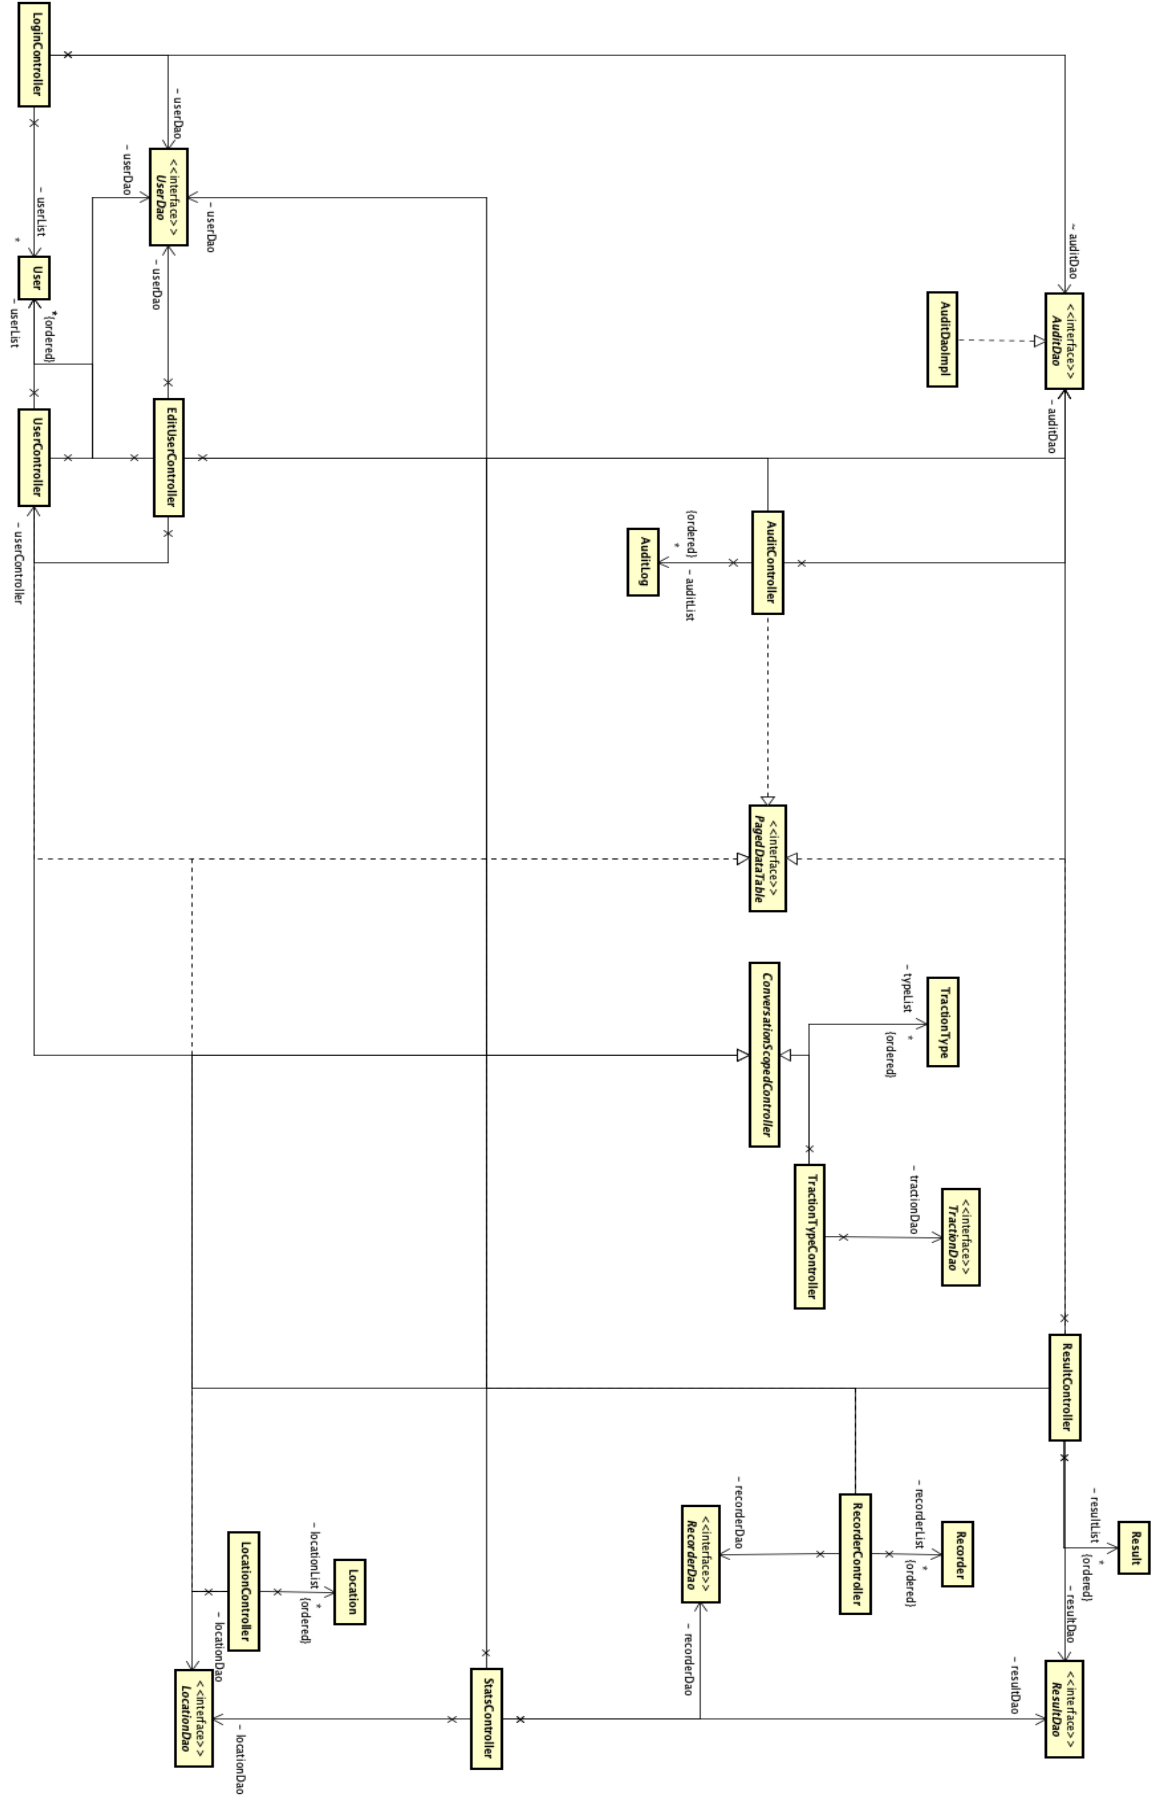 Result
– resultList
*
{ordered}
~ auditDao
<<interface>>
AuditDao
– auditDao
ResultController
– resultDao
<<interface>>
ResultDao
– resultDao
AuditDaoImpl
TractionType
– typeList
*
{ordered}
<<interface>>
TractionDao
– tractionDao
Recorder
– recorderList
*
{ordered}
RecorderController
TractionTypeController
AuditController
<<interface>>
PagedDataTable
ConversationScopedController
– recorderDao
<<interface>>
RecorderDao
– recorderDao
{ordered}
*
– auditList
AuditLog
StatsController
Location
– locationList
*
{ordered}
LocationController
– locationDao
– locationDao
<<interface>>
LocationDao
– userDao
– userDao
<<interface>>
UserDao
– userDao
– userDao
EditUserController
LoginController
– userList
*
User
*
{ordered}
– userList
UserController
– userController